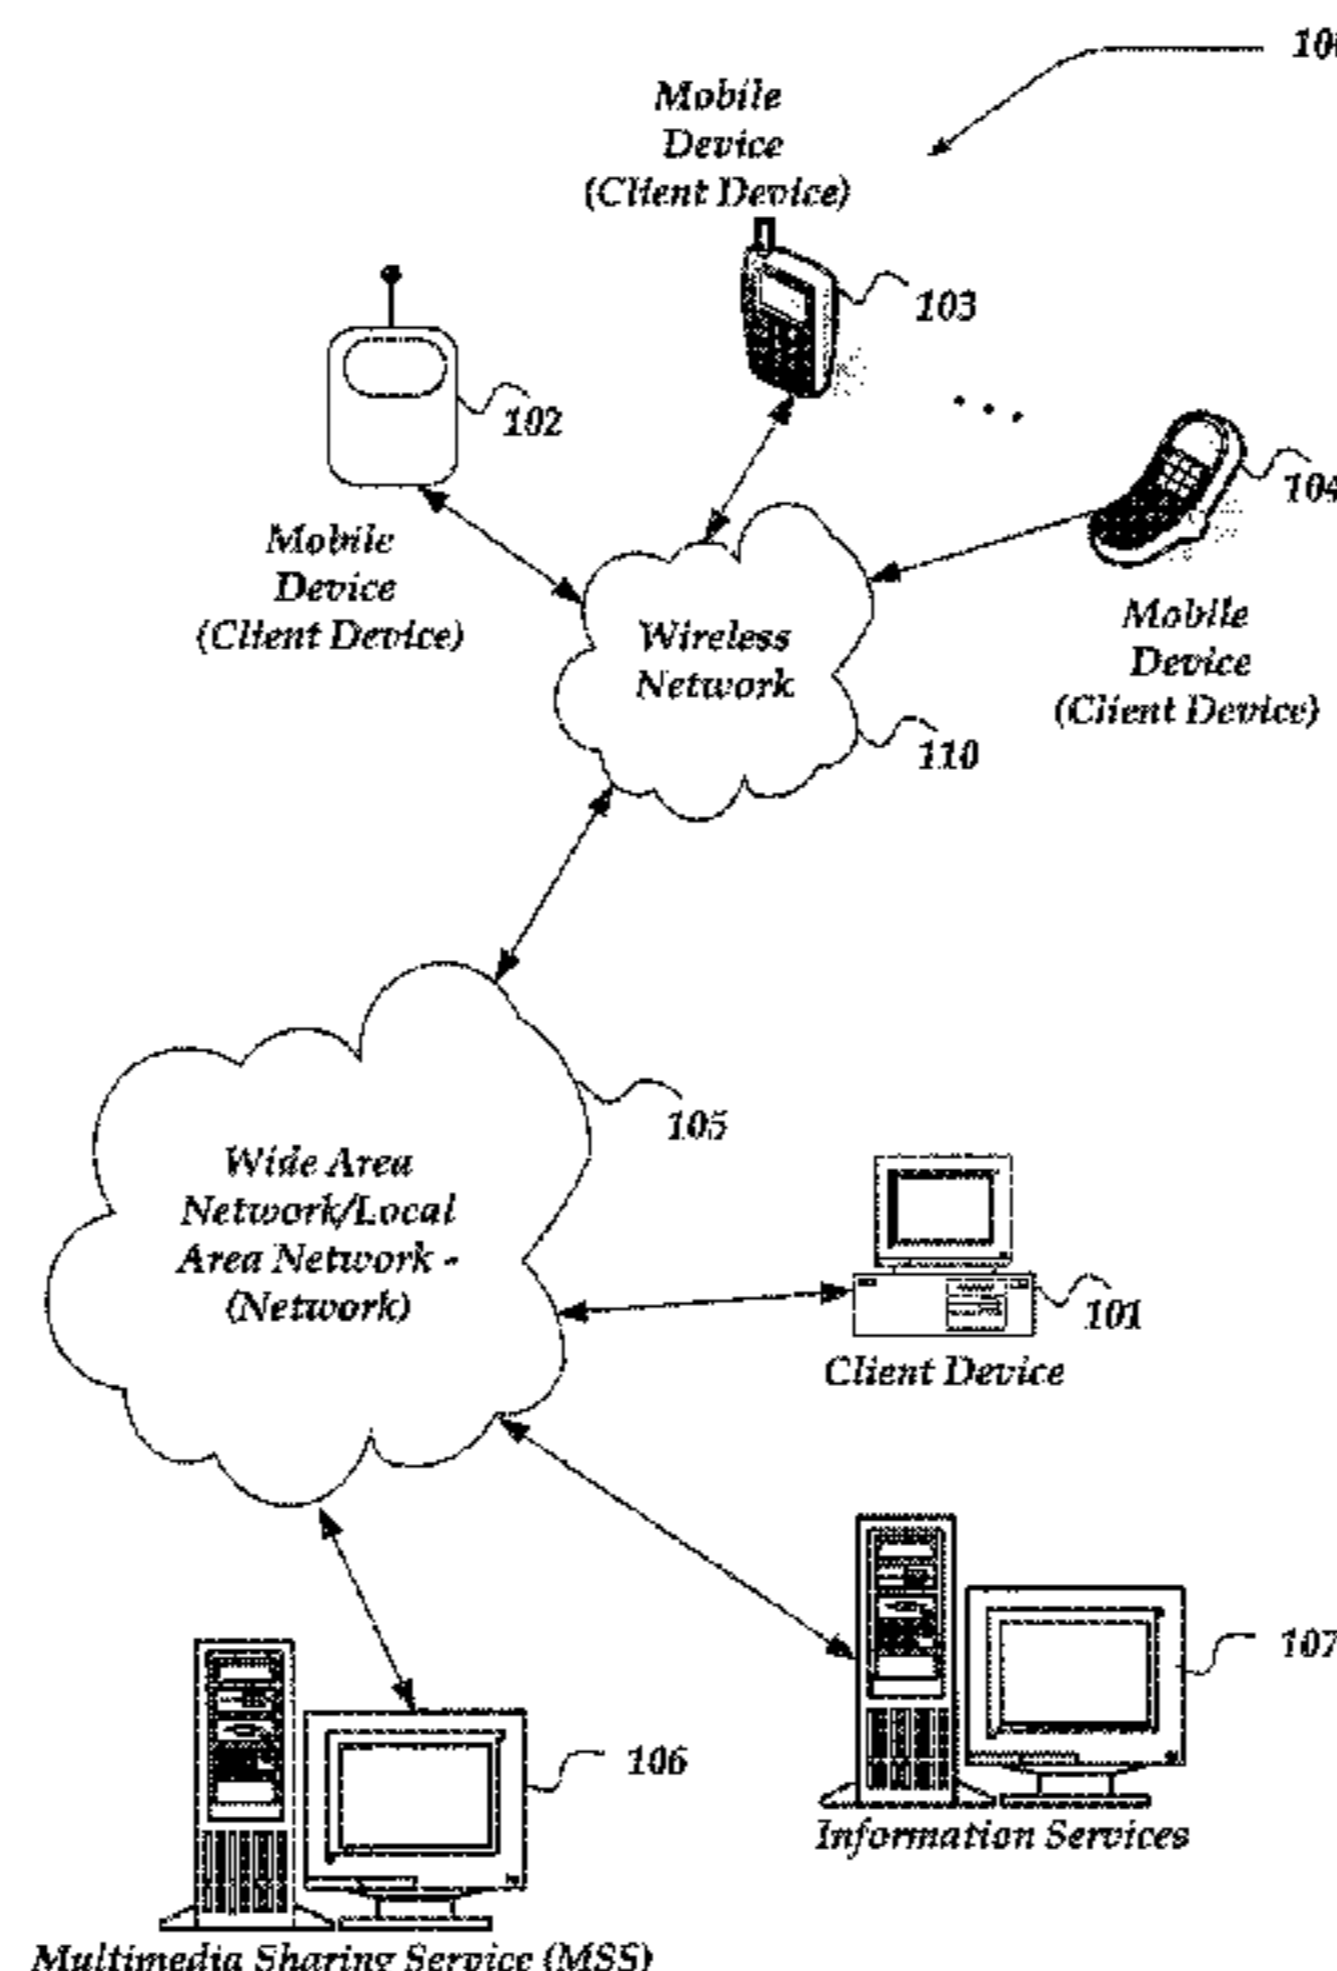 Mobile
Device
(Client Device)
103
102
104
Mobile
Device
(Client Device)
Wireless
Network
Mobile
Device
(Client Device)
110
105
Wide Area
Network/Local
Area Network -
(Network)
101
Client Device
107
106
Information Services
Multimedia Sharing Service (MSS)